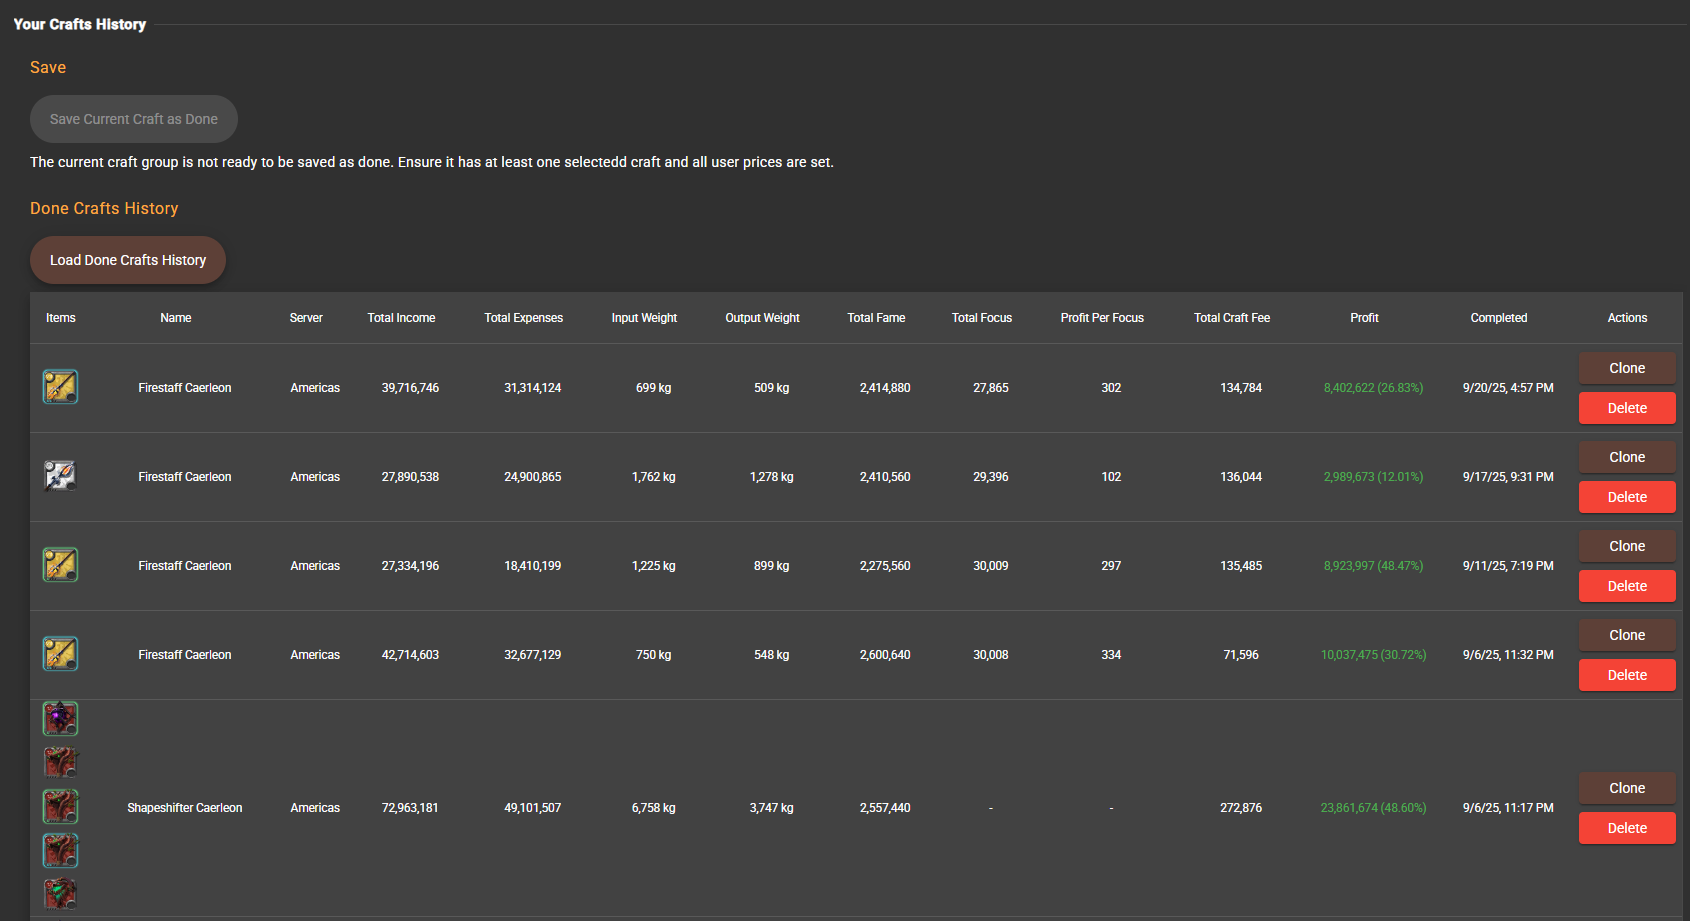 Your Crafts History
Save
Save Current Craft as Done
The current craft group is not ready to be saved as done. Ensure it has at least one selectedd craft and all user prices are set.
Done Crafts History
Load Done Crafts History
Items Name Server Total Income Total Expenses Input Weight Output Weight Total Fame Total Focus Profit Per Focus Total Craft Fee Profit Completed Actions
Firestaff Caerleon Americas 39,716,746 31,314,124 699 kg 509 kg 2,414,880 27,865 302 134,784 8,402,622 (26.83%) 9/20/25, 4:57 PM Clone
Delete
Firestaff Caerleon Americas 27,890,538 24,900,865 1,762 kg 1,278 kg 2,410,560 29,396 102 136,044 2,989,673 (12.01%) 9/17/25, 9:31 PM Clone
Delete
Firestaff Caerleon Americas 27,334,196 18,410,199 1,225 kg 899 kg 2,275,560 30,009 297 135,485 8,923,997 (48.47%) 9/11/25, 7:19 PM Clone
Delete
Firestaff Caerleon Americas 42,714,603 32,677,129 750 kg 548 kg 2,600,640 30,008 334 71,596 10,037,475 (30.72%) 9/6/25, 11:32 PM Clone
Delete
Shapeshifter Caerleon Americas 72,963,181 49,101,507 6,758 kg 3,747 kg 2,557,440 - - 272,876 23,861,674 (48.60%) 9/6/25, 11:17 PM Clone
Delete